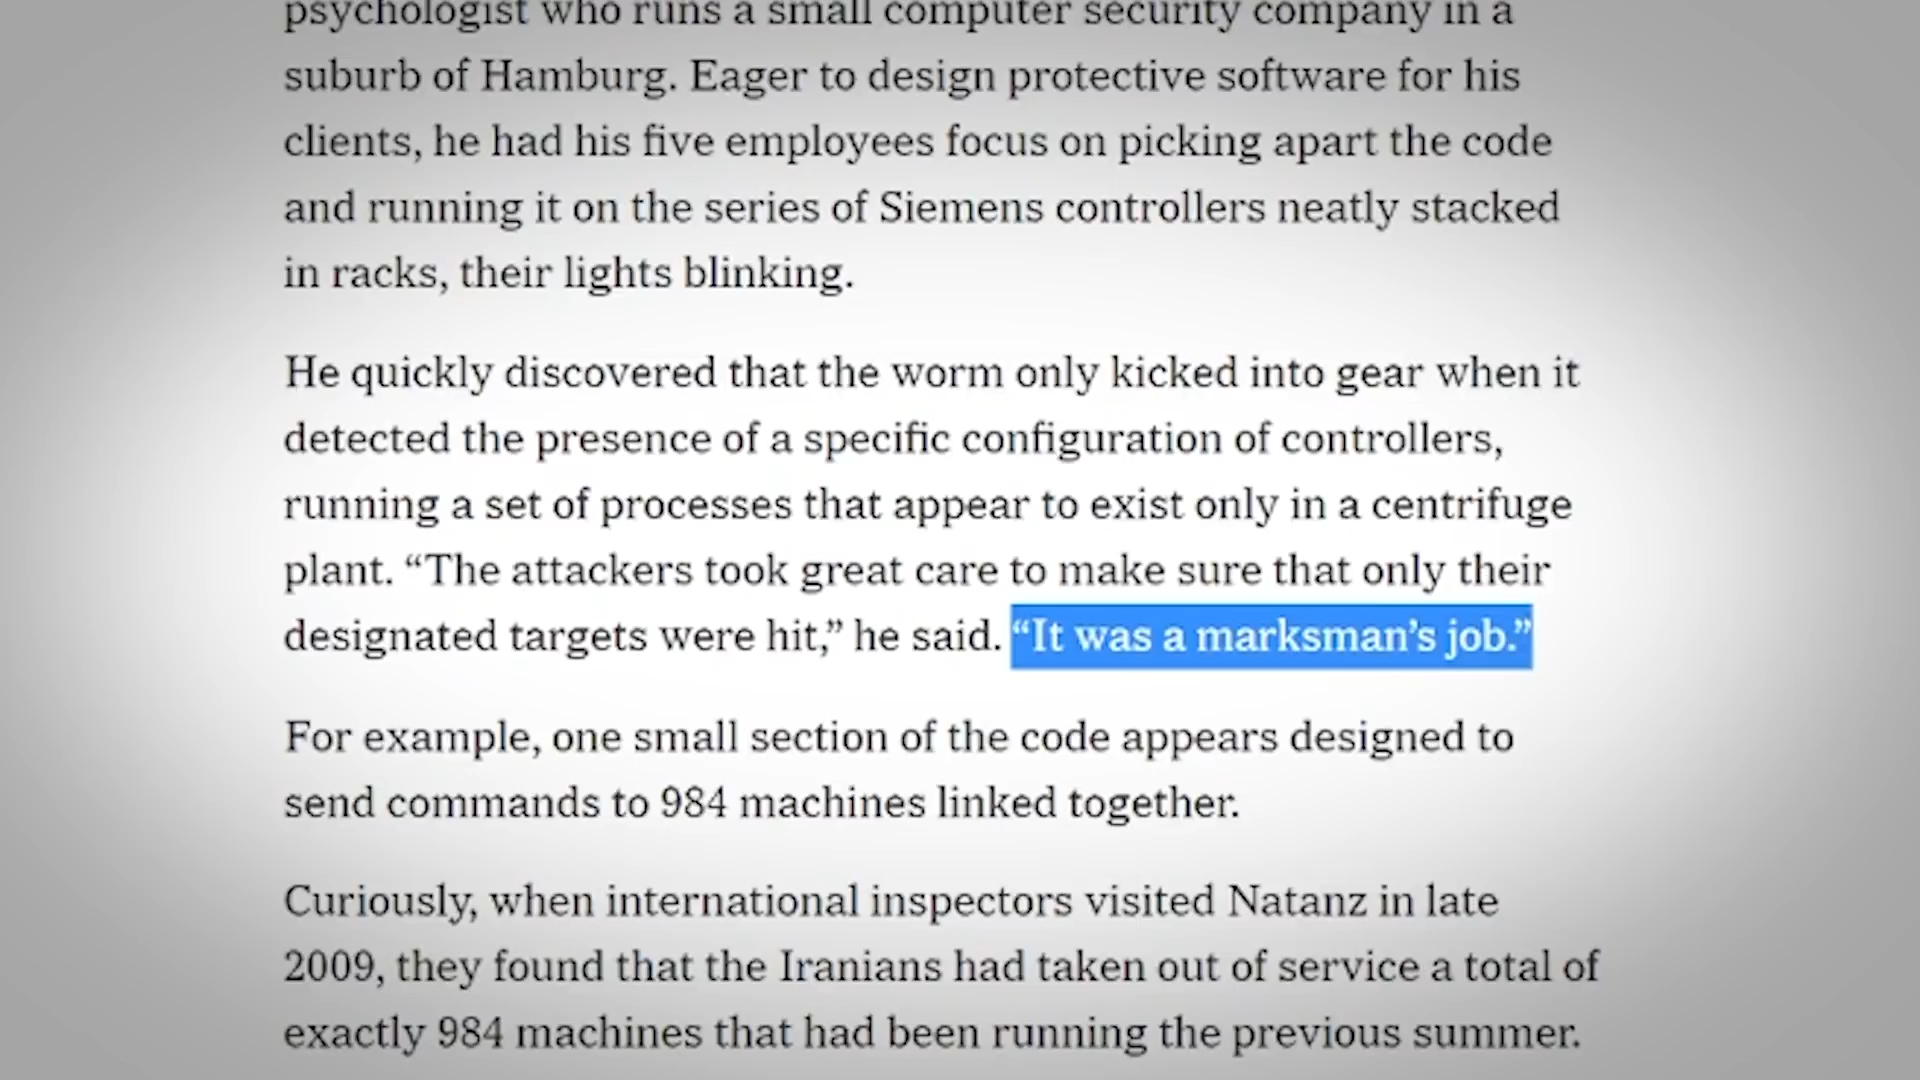 psychologist who runs a small computer security company in a
suburb of Hamburg. Eager to design protective software for his
clients, he had his five employees focus on picking apart the code
and running it on the series of Siemens controllers neatly stacked
in racks, their lights blinking.
He quickly discovered that the worm only kicked into gear when it
detected the presence of a specific configuration of controllers,
running a set of processes that appear to exist only in a centrifuge
plant. “The attackers took great care to make sure that only their
designated targets were hit,” he said. “It was a marksman’s job.”
For example, one small section of the code appears designed to
send commands to 984 machines linked together.
Curiously, when international inspectors visited Natanz in late
2009, they found that the Iranians had taken out of service a total of
exactly 984 machines that had been running the previous summer.